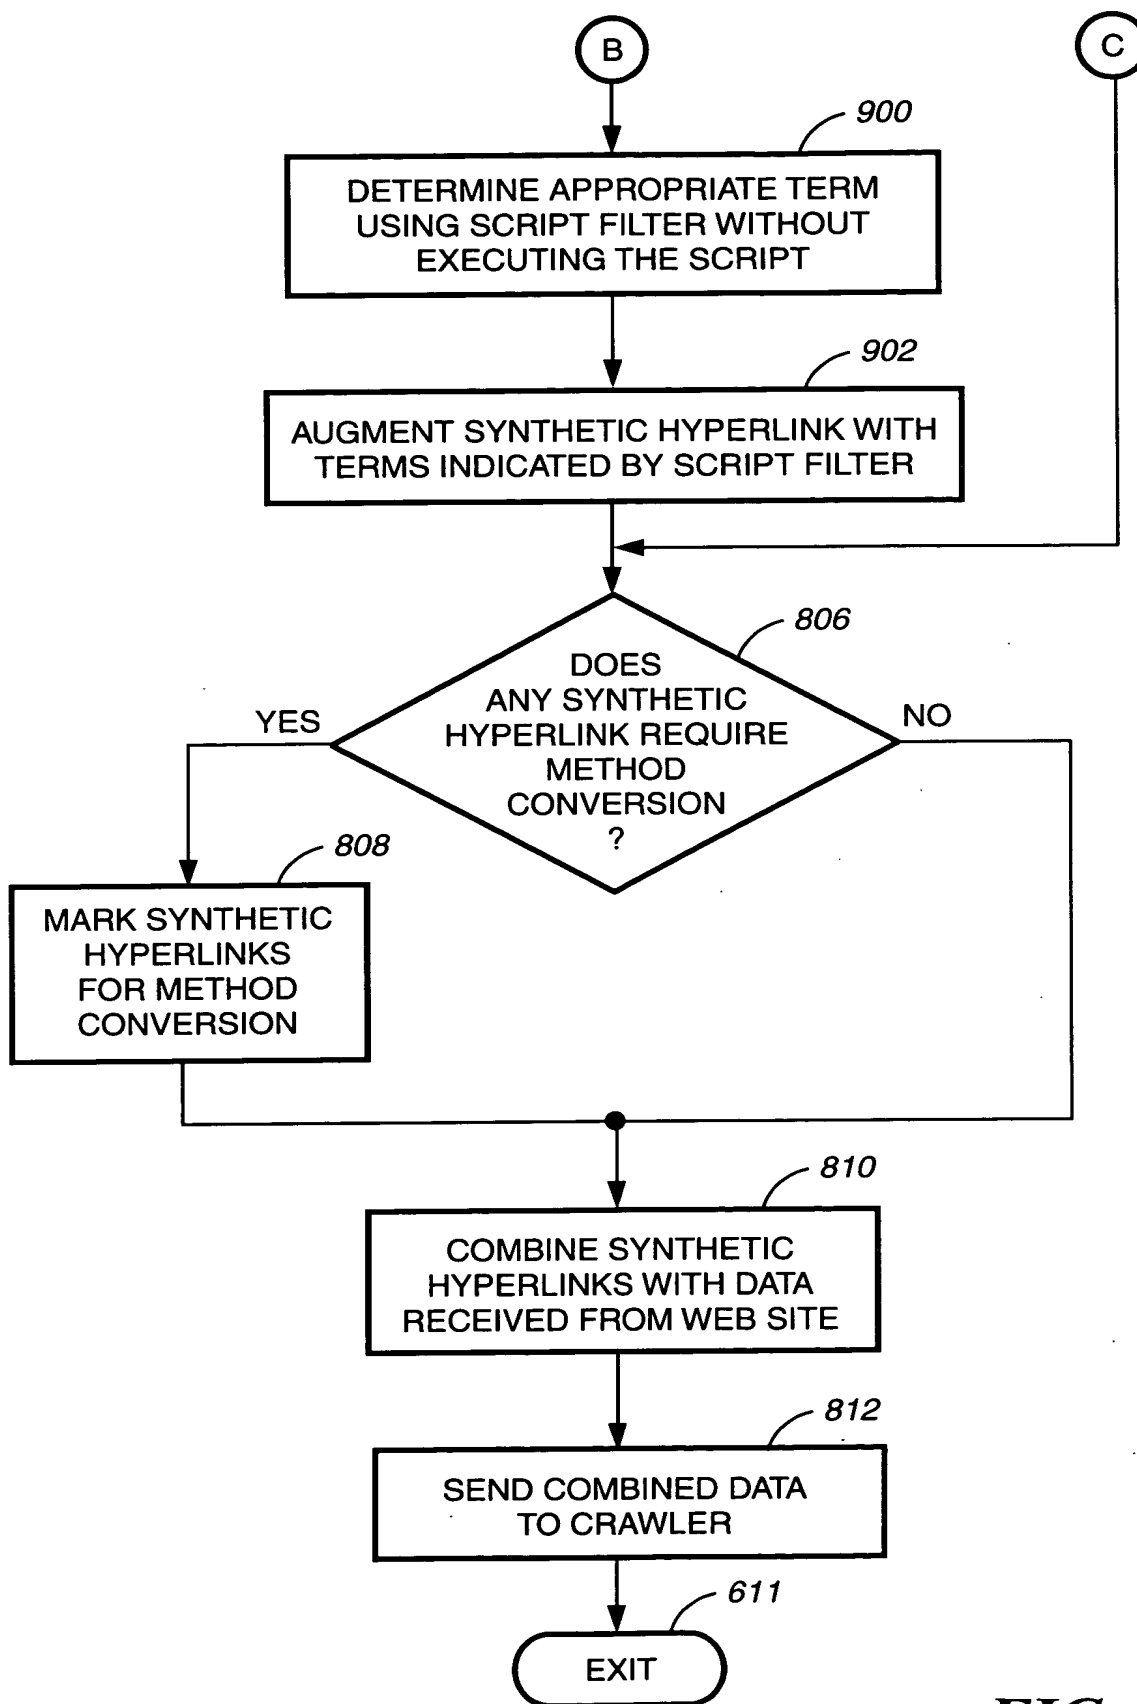 B
C
900
DETERMINE APPROPRIATE TERM
USING SCRIPT FILTER WITHOUT
EXECUTING THE SCRIPT
902
AUGMENT SYNTHETIC HYPERLINK WITH
TERMS INDICATED BY SCRIPT FILTER
806
DOES
ANY SYNTHETIC
HYPERLINK REQUIRE
METHOD
CONVERSION
?
YES
NO
808
MARK SYNTHETIC
HYPERLINKS
FOR METHOD
CONVERSION
810
COMBINE SYNTHETIC
HYPERLINKS WITH DATA
RECEIVED FROM WEB SITE
812
SEND COMBINED DATA
TO CRAWLER
611
EXIT